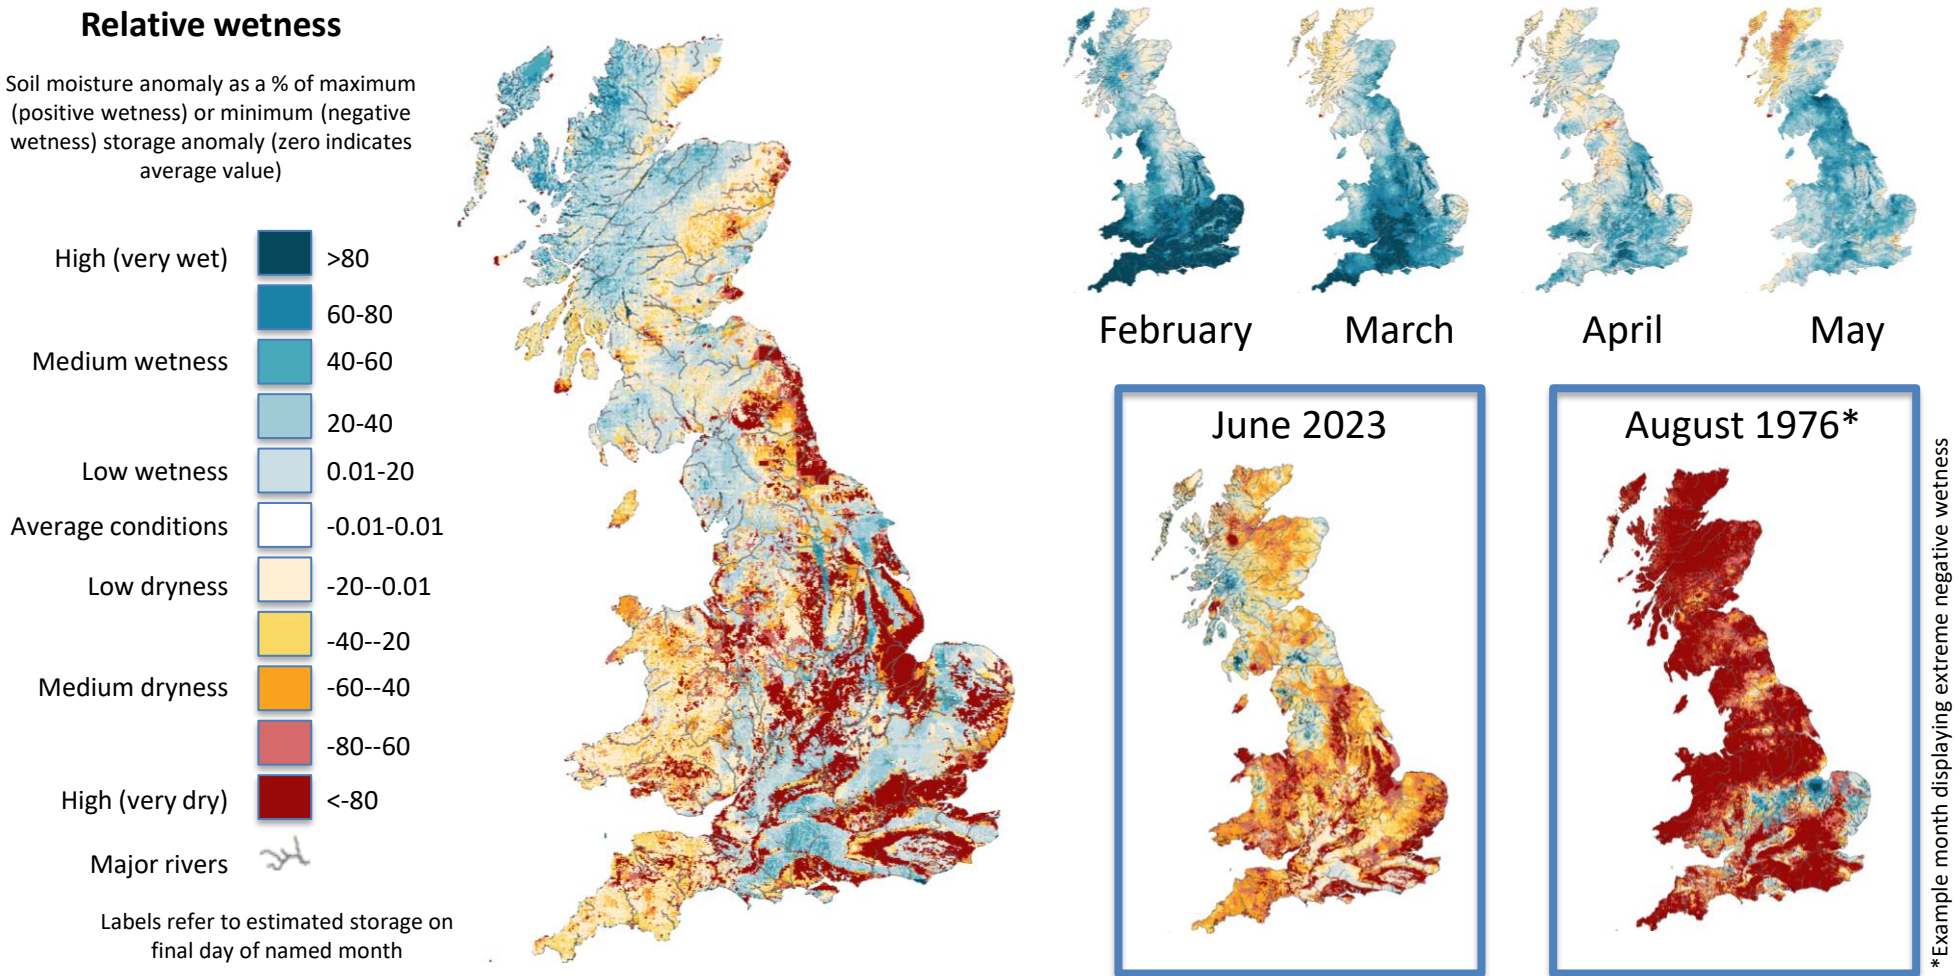 Relative wetness
Soil moisture anomaly as a % of maximum
(positive wetness) or minimum (negative
wetness) storage anomaly (zero indicates
average value)
High (very wet) >80
60-80
Medium wetness 40-60
20-40
Low wetness 0.01-20
Average conditions -0.01-0.01
Low dryness -20--0.01
-40--20
Medium dryness -60--40
-80--60
High (very dry) <-80
Major rivers
Labels refer to estimated storage on
final day of named month
February March April May
June 2023
August 1976*
*Example month displaying extreme negative wetness